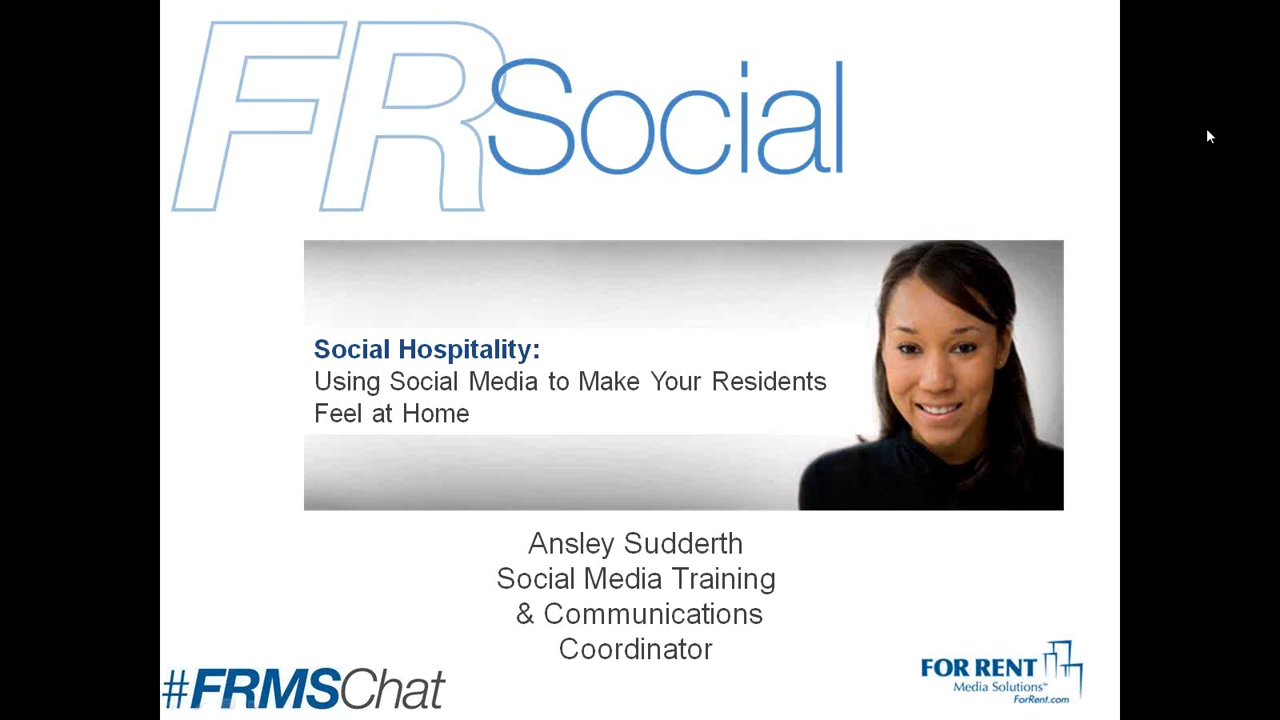 FRSocial
Social Hospitality:
Using Social Media to Make Your Residents
Feel at Home
Ansley Sudderth
Social Media Training
& Communications
Coordinator
#FRMSChat
FOR RENT
Media Solutions™
ForRent.com